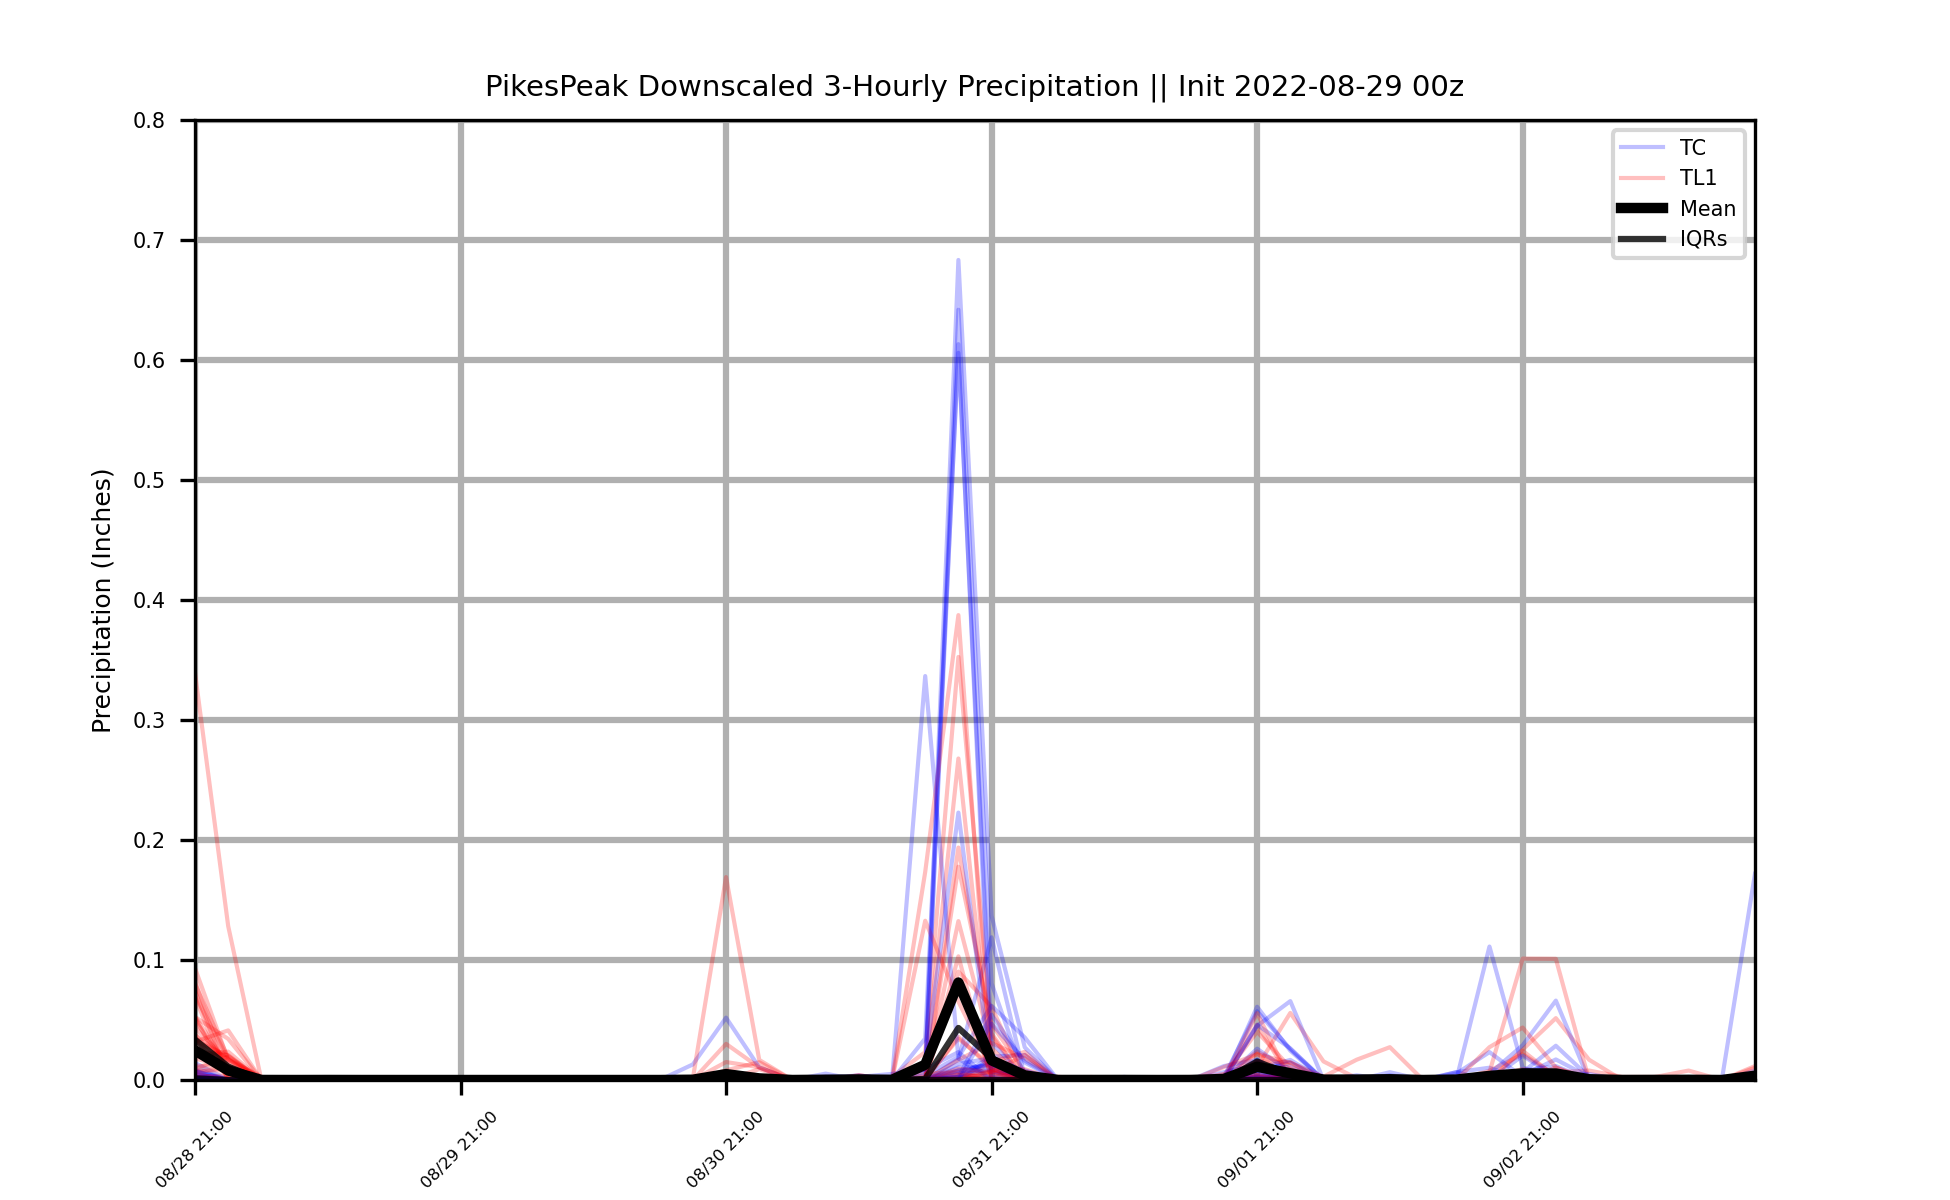 PikesPeak Downscaled 3-Hourly Precipitation || Init 2022-08-29 00z
Precipitation (Inches)
0.8
0.7
0.6
0.5
0.4
0.3
0.2
0.1
0.0
TC
TL1
Mean
IQRs
08/28 21:00
08/29 21:00
08/30 21:00
08/31 21:00
09/01 21:00
09/02 21:00